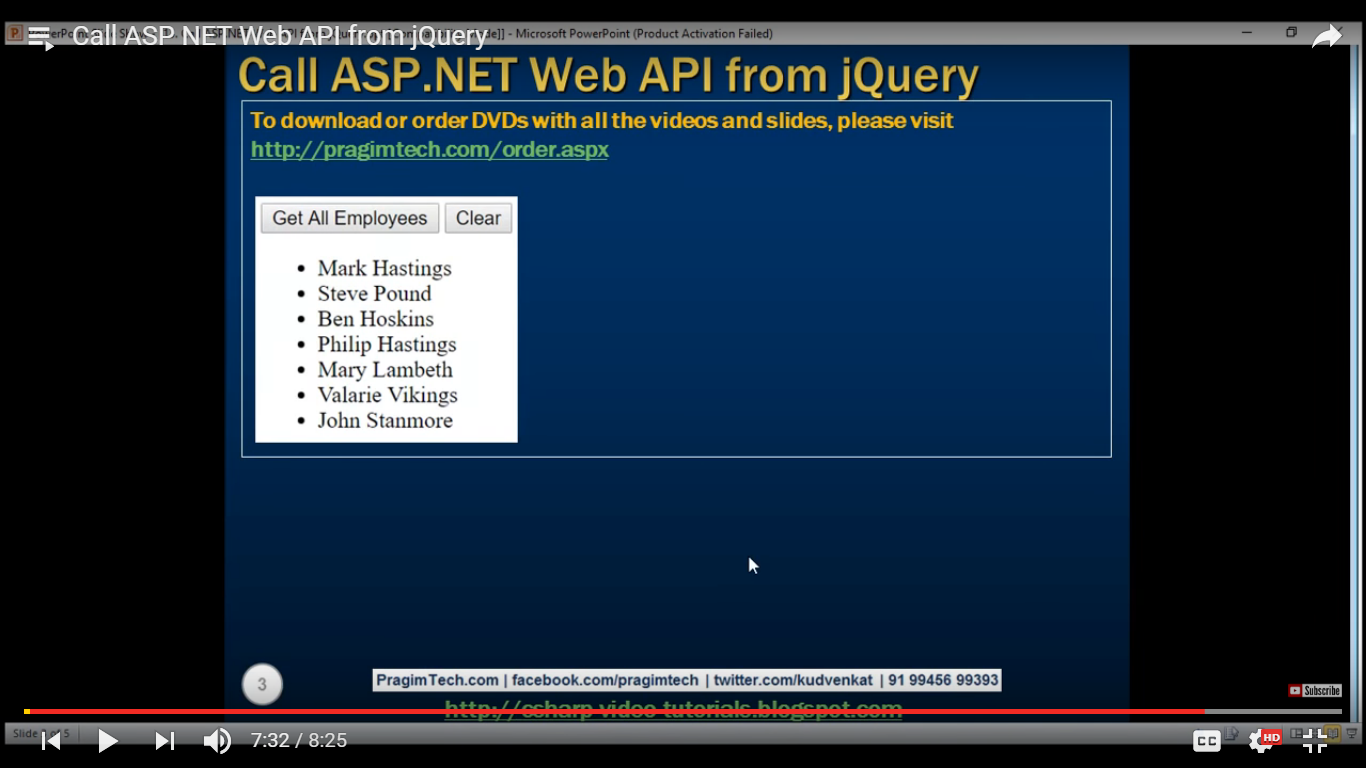 Call ASP NET Web API from jQuery
Microsoft PowerPoint (Product Activation Failed)
Call ASP.NET Web API from jQuery
To download or order DVDs with all the videos and slides, please visit
http://pragimtech.com/order.aspx
Get All Employees Clear
• Mark Hastings
• Steve Pound
• Ben Hoskins
• Philip Hastings
• Mary Lambeth
• Valarie Vikings
• John Stanmore
3
PragimTech.com | facebook.com/pragimtech | twitter.com/kudvenkat | 91 99456 99393
Subscribe
http://csharp-video-tutorials.blogspot.com
Slide of 5
7:32 / 8:25
CC HD